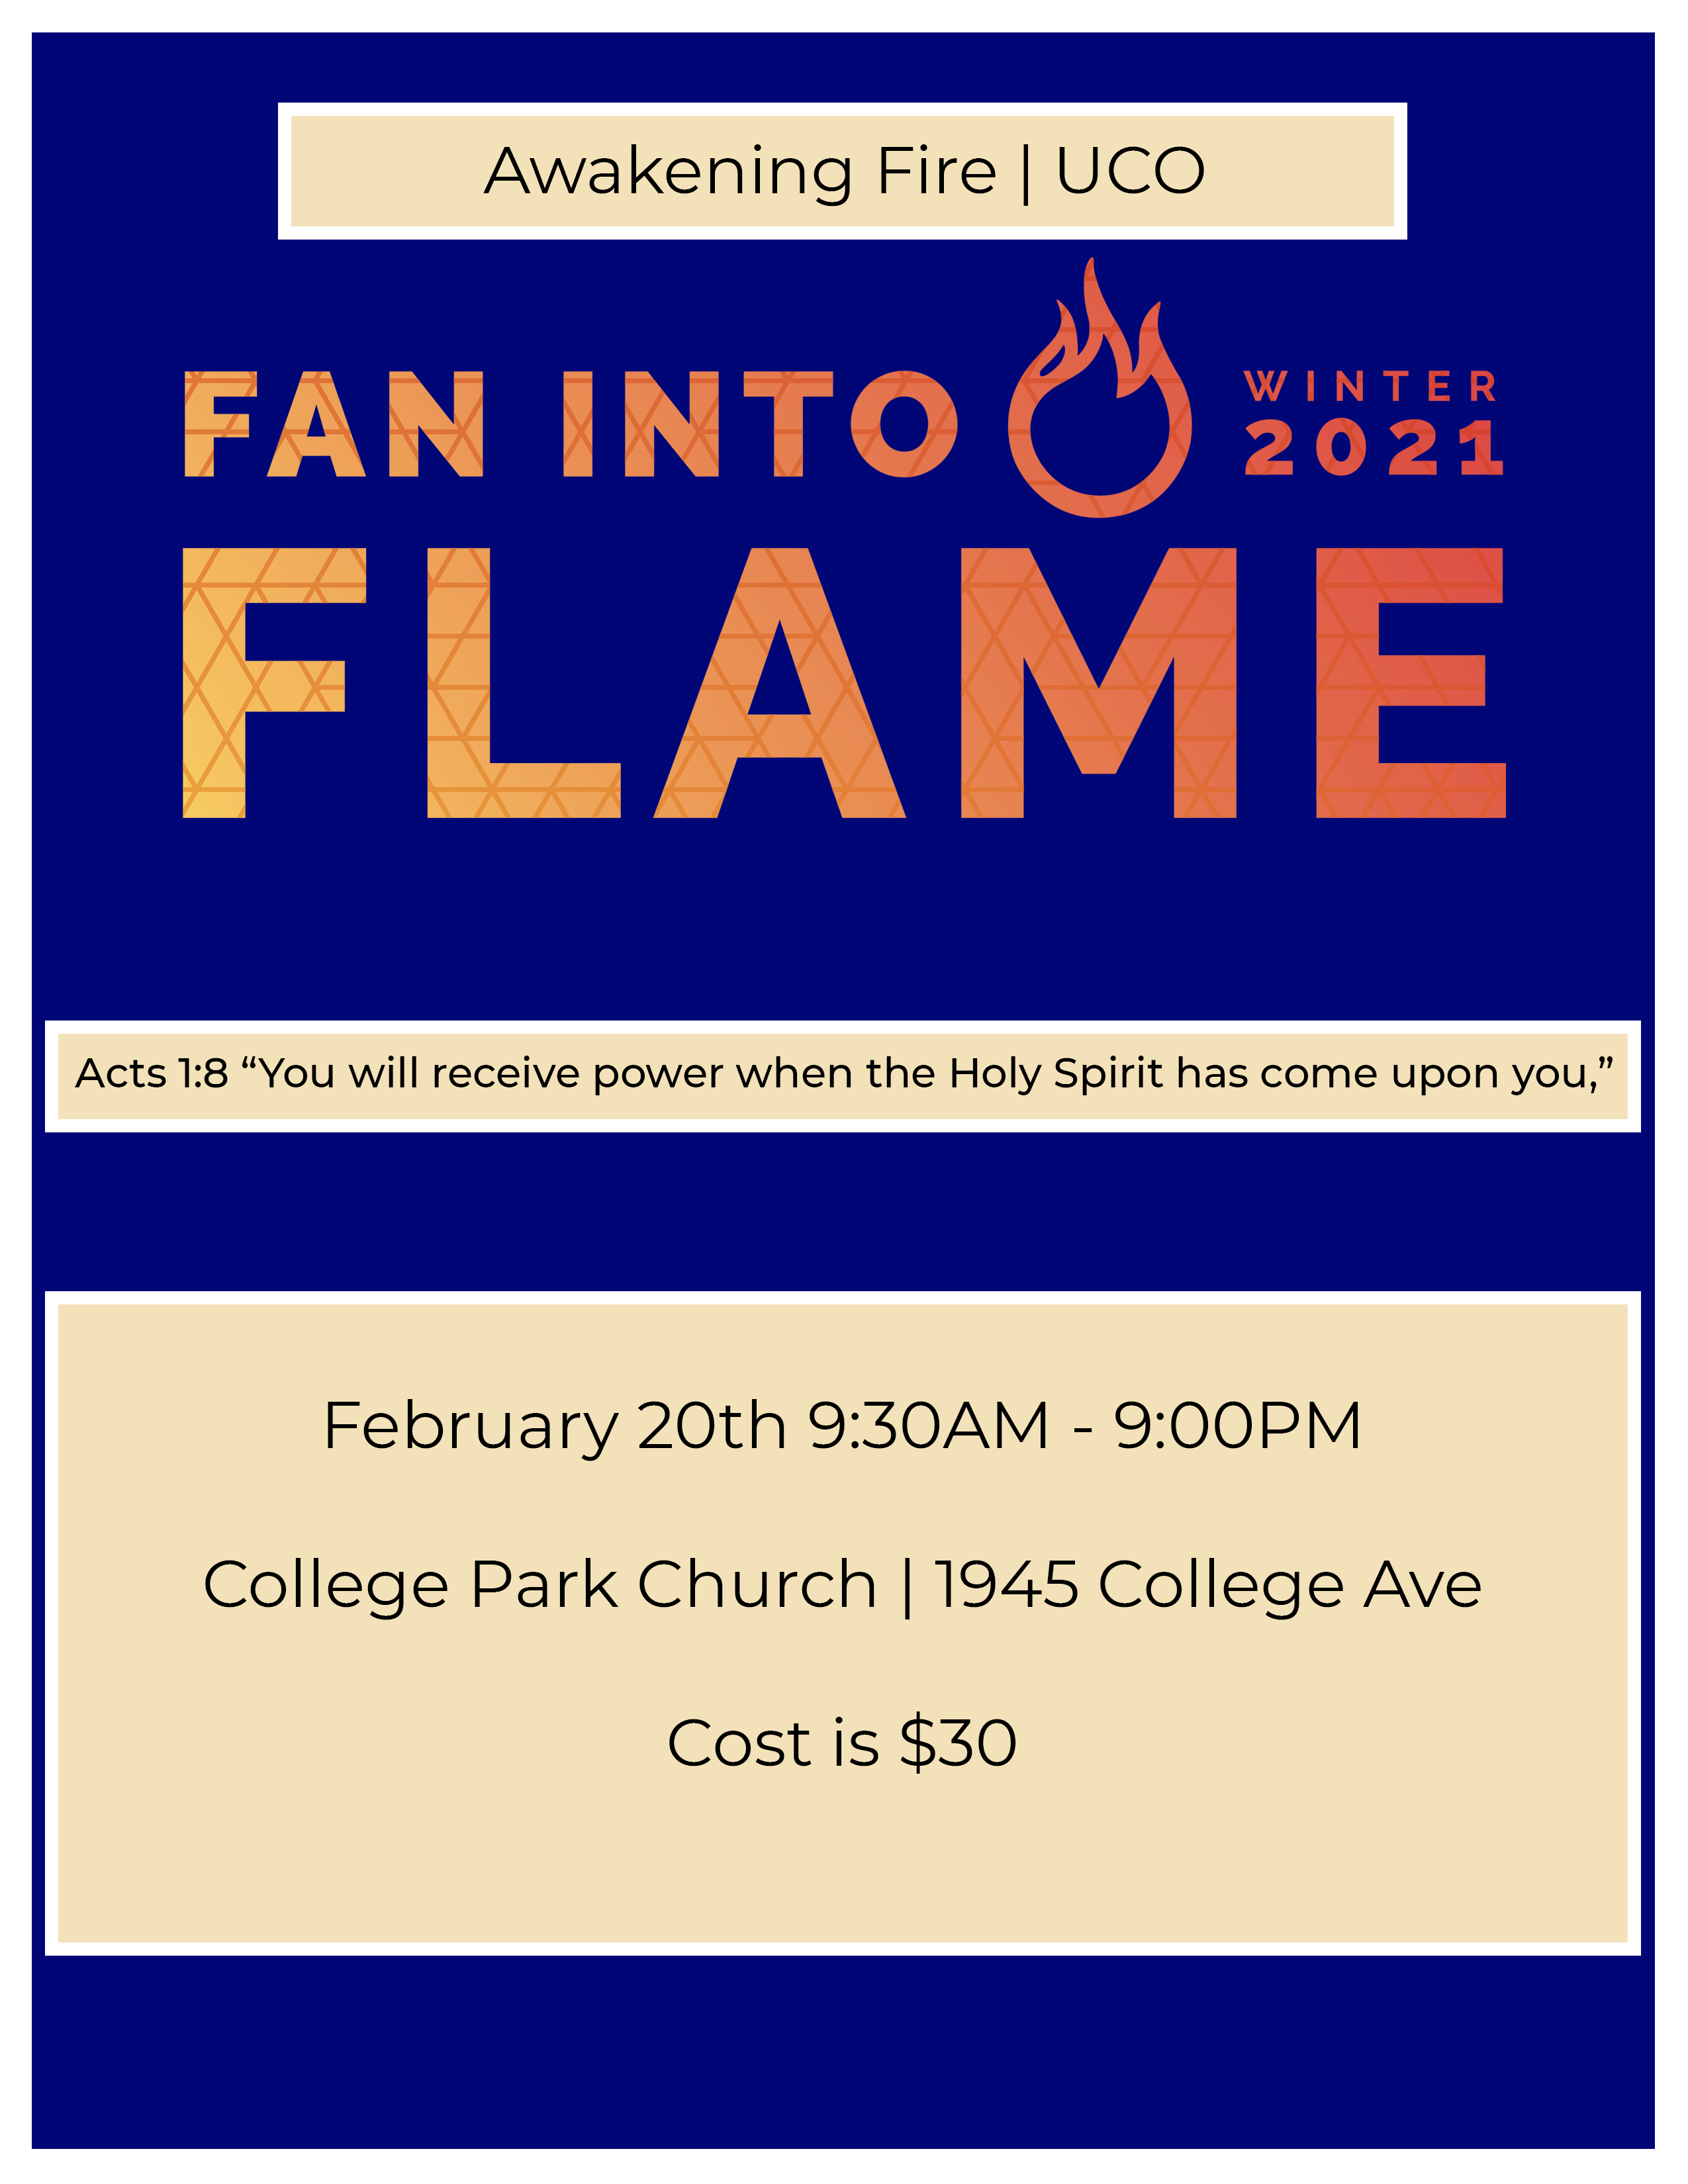 Awakening Fire | UCO
FAN INTO
WINTER
2021
FLAME
Acts 1:8 “You will receive power when the Holy Spirit has come upon you,”
February 20th 9:30AM - 9:00PM
College Park Church | 1945 College Ave
Cost is $30